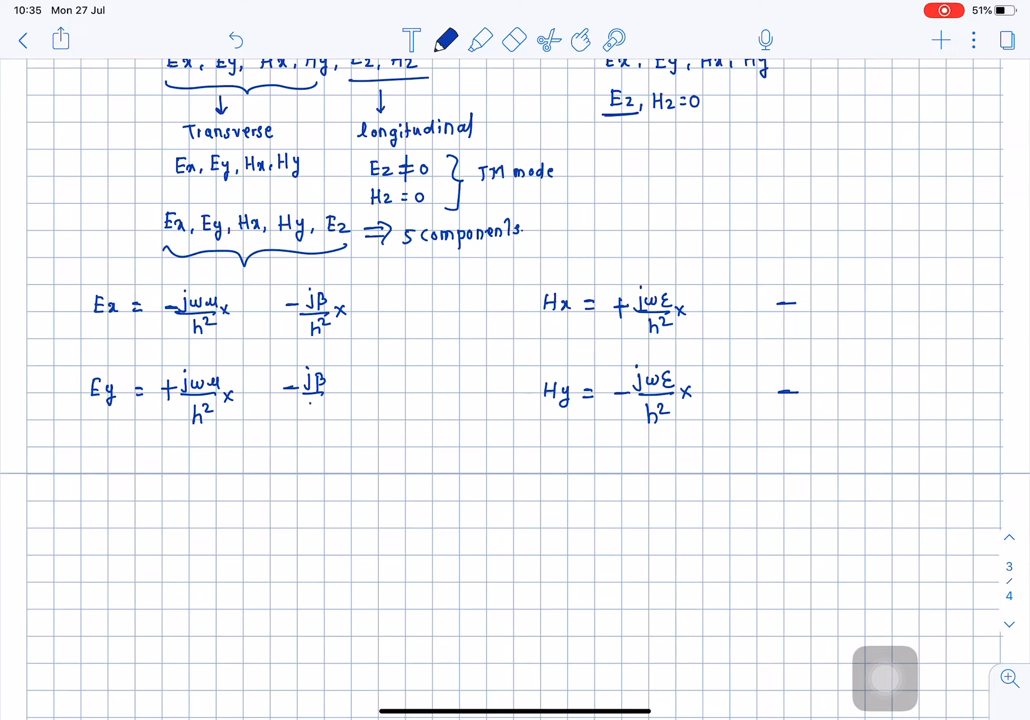 10:35 Mon 27 Jul
51%
Ex, Ey, Hx, Hy, Ez, Hz
Ex, Ey, Hx, Hy
Ez, Hz = 0
↓ ↓
Transverse longitudinal
Ex, Ey, Hx, Hy
Ez ≠ 0
Hz = 0
} TM mode
Ex, Ey, Hx, Hy, Ez ⇒ 5 components.
Ex = -jωμ/h² x -jβ/h² x
Hx = +jωε/h² x -
Ey = +jωμ/h² x -jβ
Hy = -jωε/h² x -
3
/
4